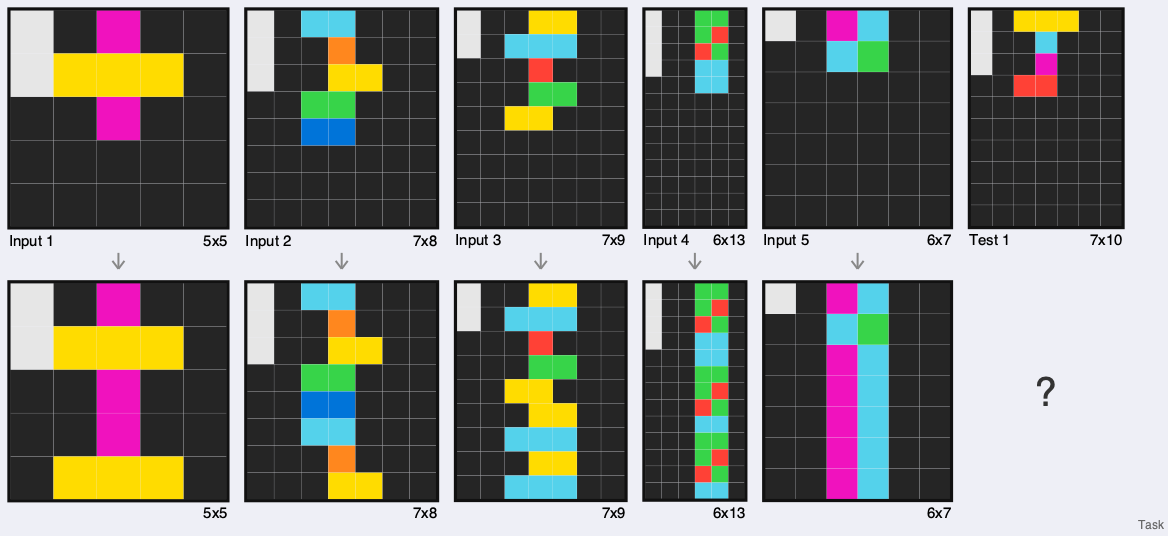 Input 1 5x5
Input 2 7x8
Input 3 7x9
Input 4 6x13
Input 5 6x7
Test 1 7x10
?
5x5
7x8
7x9
6x13
6x7
Task